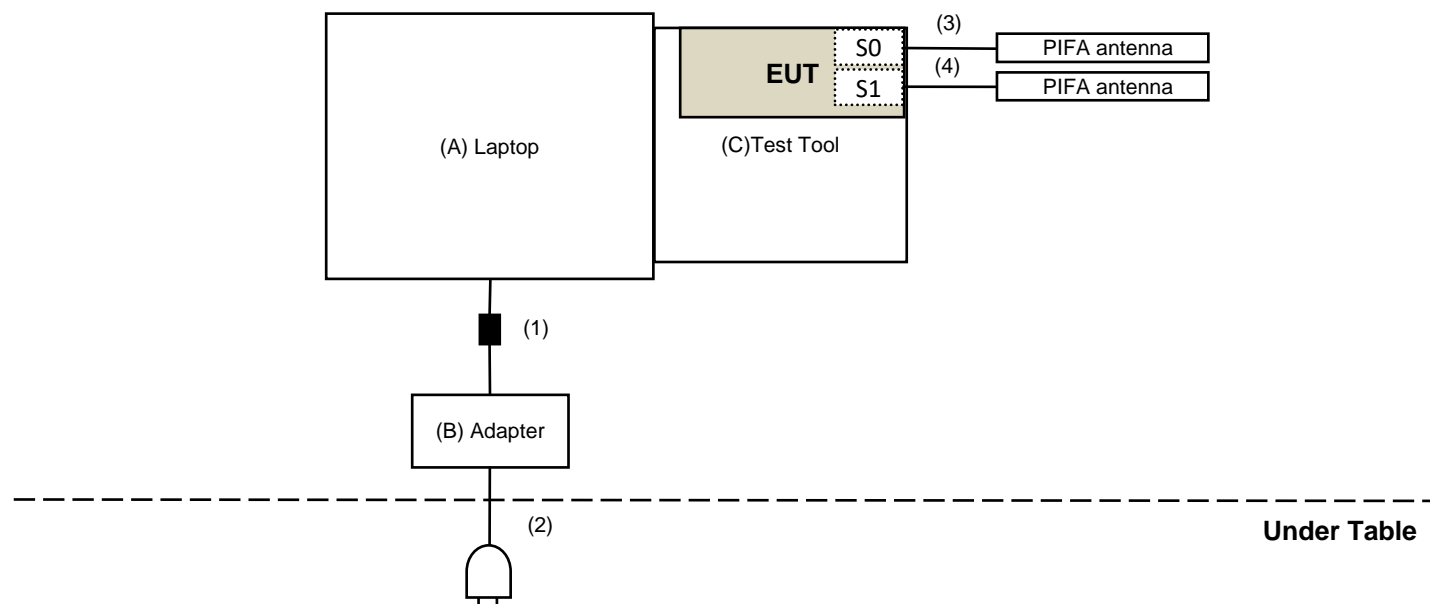 (3)
S0
PIFA antenna
EUT
(4)
S1
PIFA antenna
(A) Laptop
(C)Test Tool
(1)
(B) Adapter
(2)
Under Table